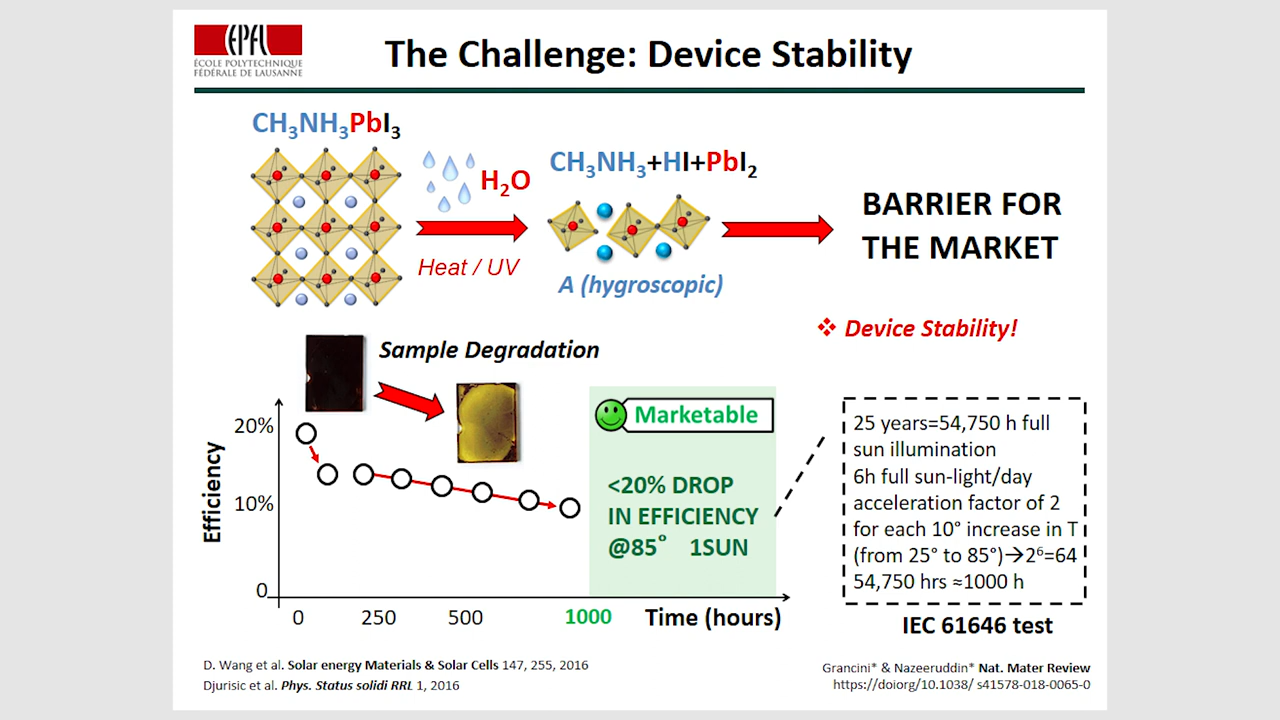 EPFL
ÉCOLE POLYTECHNIQUE
FÉDÉRALE DE LAUSANNE
The Challenge: Device Stability
CH₃NH₃PbI₃
H₂O
Heat / UV
CH₃NH₃+HI+PbI₂
A (hygroscopic)
BARRIER FOR
THE MARKET
❖ Device Stability!
Sample Degradation
Efficiency
20%
10%
0
0
250
500
1000
Time (hours)
Marketable
<20% DROP
IN EFFICIENCY
@85° 1SUN
25 years=54,750 h full
sun illumination
6h full sun-light/day
acceleration factor of 2
for each 10° increase in T
(from 25° to 85°)→2⁶=64
54,750 hrs ≈1000 h
IEC 61646 test
D. Wang et al. Solar energy Materials & Solar Cells 147, 255, 2016
Djurisic et al. Phys. Status solidi RRL 1, 2016
Grancini* & Nazeeruddin* Nat. Mater Review
https://doiorg/10.1038/ s41578-018-0065-0